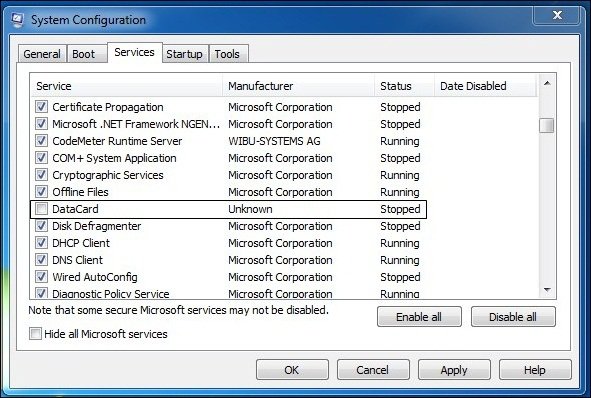 System Configuration
General Boot Services Startup Tools
Service Manufacturer Status Date Disabled
Certificate Propagation Microsoft Corporation Stopped
Microsoft .NET Framework NGEN... Microsoft Corporation Stopped
CodeMeter Runtime Server WIBU-SYSTEMS AG Running
COM+ System Application Microsoft Corporation Stopped
Cryptographic Services Microsoft Corporation Running
Offline Files Microsoft Corporation Running
DataCard Unknown Stopped
Disk Defragmenter Microsoft Corporation Stopped
DHCP Client Microsoft Corporation Running
DNS Client Microsoft Corporation Running
Wired AutoConfig Microsoft Corporation Stopped
Diagnostic Policy Service Microsoft Corporation Running
Note that some secure Microsoft services may not be disabled.
Enable all Disable all
Hide all Microsoft services
OK Cancel Apply Help